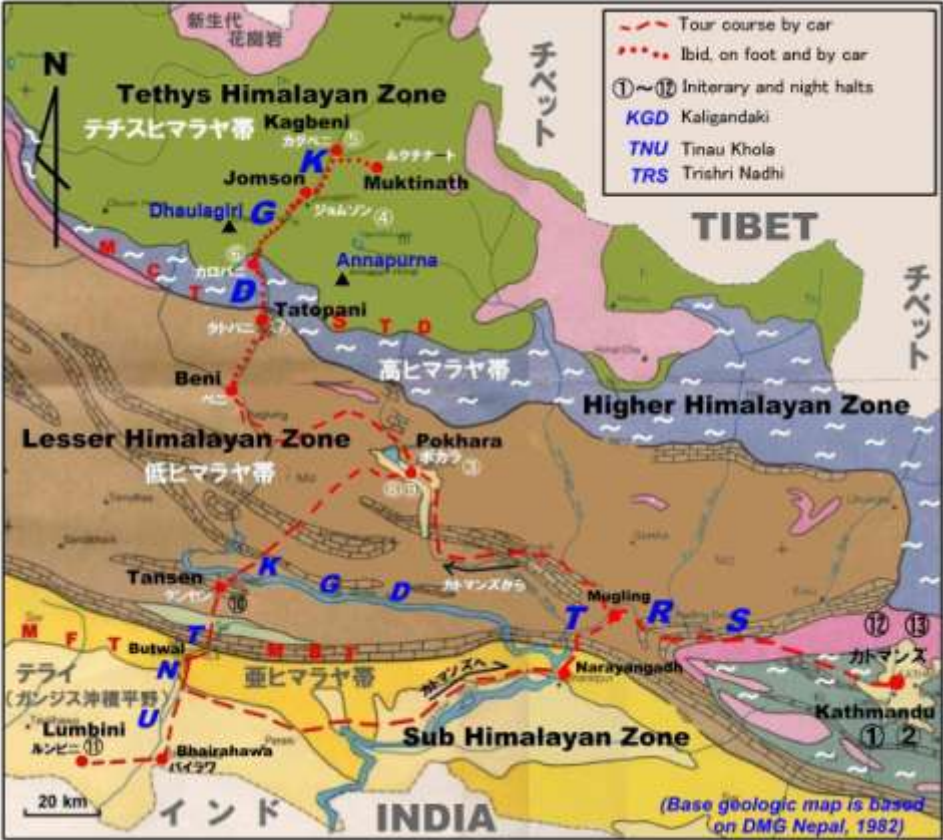 新生代
花崗岩
N
Tethys Himalayan Zone
テチスヒマラヤ帯
Kagbeni
カグベニ ⑤
ムクチナート
Muktinath
K
Jomson
ジョムソン ④
Dhaulagiri
G
Annapurna
カロパニ
D
Tatopani
タトパニ ⑦
M C T
S T D
Beni
ベニ
高ヒマラヤ帯
Higher Himalayan Zone
Lesser Himalayan Zone
低ヒマラヤ帯
Pokhara
ポカラ ③
チベット
TIBET
チベット
Tour course by car
Ibid, on foot and by car
①~⑫ Initerary and night halts
KGD Kaligandaki
TNU Tinau Khola
TRS Trishri Nadhi
Tansen
タンセン
⑩
K G D
カトマンズから
Mugling
T R S
M F T
Butwal
T
M B T
テライ
(ガンジス沖積平野)
N
U
亜ヒマラヤ帯
カトマンズへ
Narayangadh
⑫ ⑬
カトマンズ
Kathmandu
① 2
Lumbini
ルンビニ ⑪
Bhairahawa
バイラワ
Sub Himalayan Zone
20 km
インド
INDIA
(Base geologic map is based
on DMG Nepal, 1982)